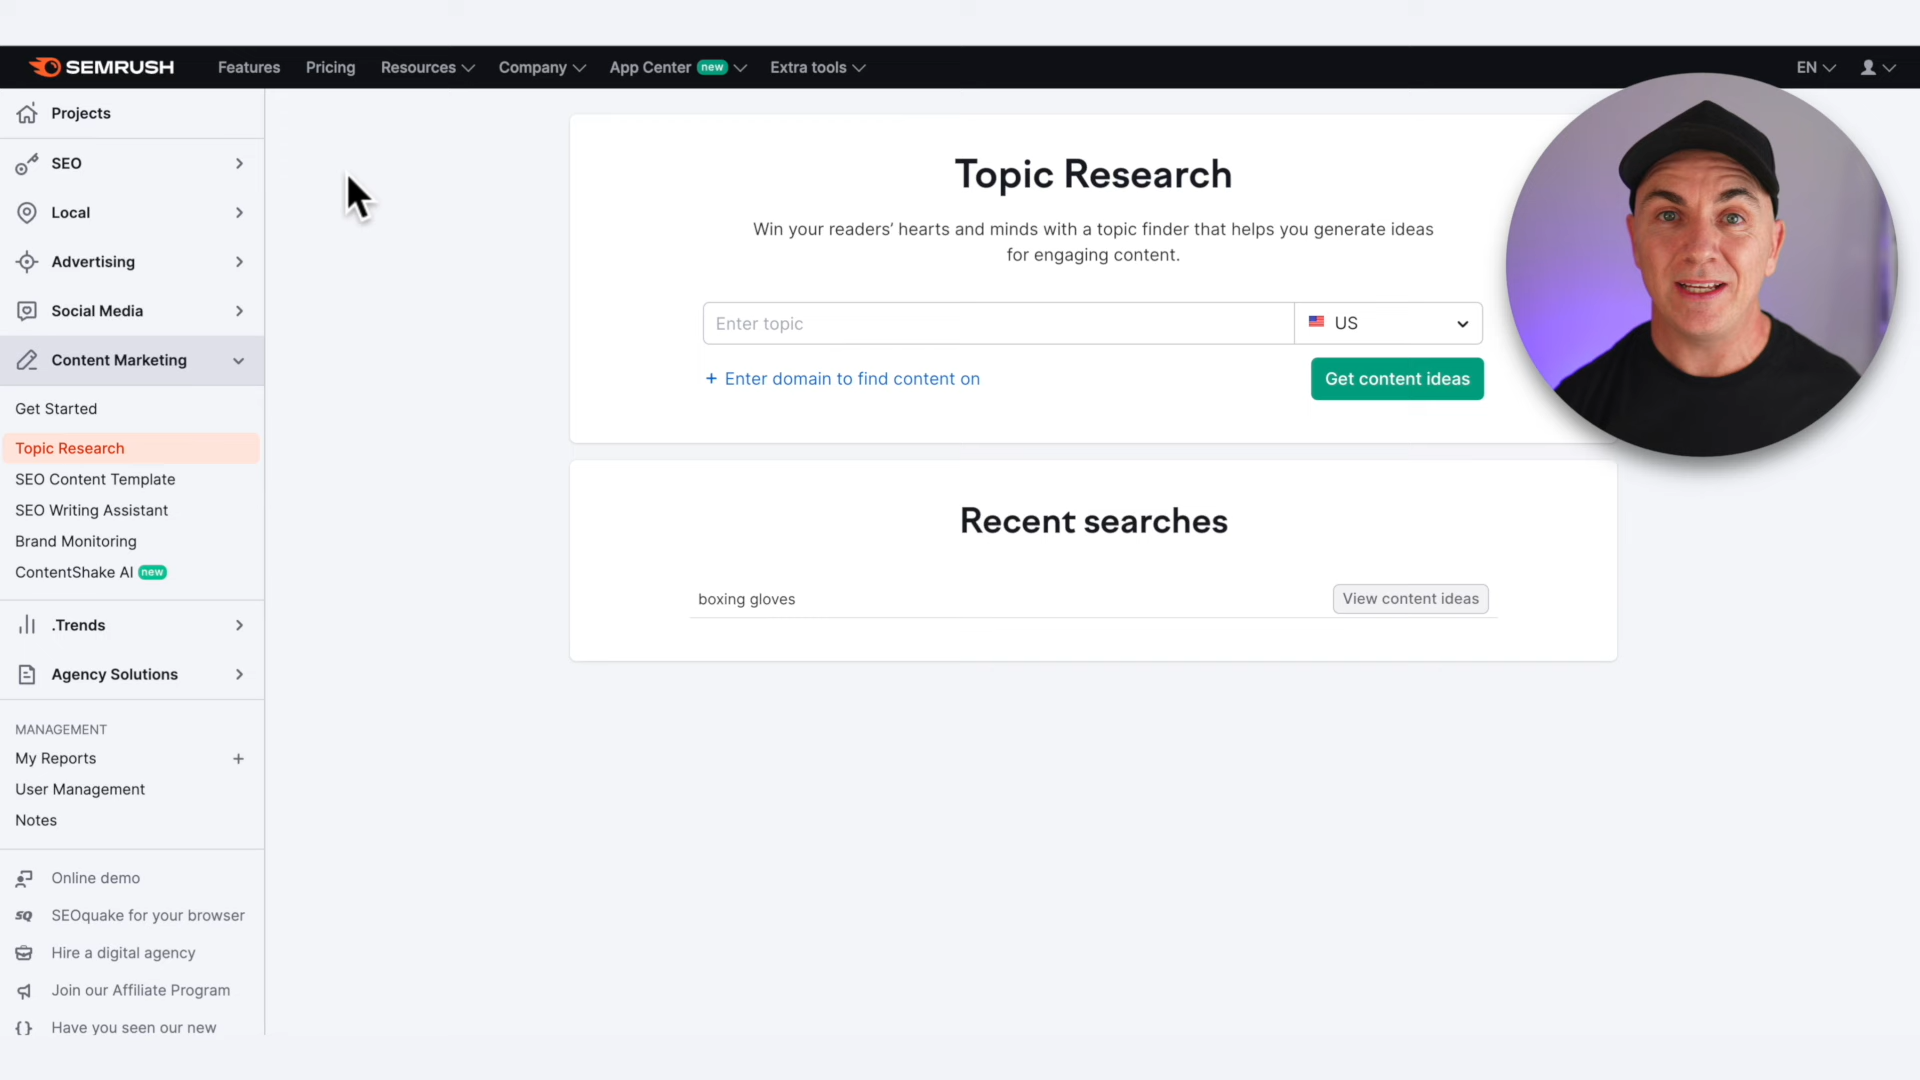 SEMRUSH
Features
Pricing
Resources
Company
App Center new
Extra tools
EN
Projects
SEO
Local
Advertising
Social Media
Content Marketing
Get Started
Topic Research
SEO Content Template
SEO Writing Assistant
Brand Monitoring
ContentShake AI new
.Trends
Agency Solutions
MANAGEMENT
My Reports +
User Management
Notes
Online demo
SQ SEOquake for your browser
Hire a digital agency
Join our Affiliate Program
{} Have you seen our new
Topic Research
Win your readers’ hearts and minds with a topic finder that helps you generate ideas
for engaging content.
Enter topic
US
+ Enter domain to find content on
Get content ideas
Recent searches
boxing gloves
View content ideas